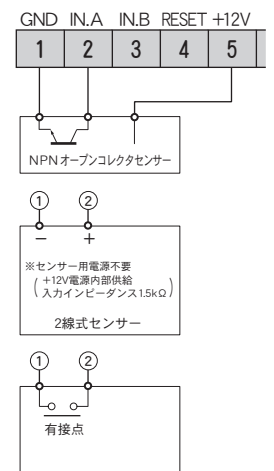 GND IN.A IN.B RESET +12V
1 2 3 4 5
NPNオープンコレクタセンサー
① ②
− +
※センサー用電源不要
(+12V電源内部供給
入力インピーダンス1.5kΩ)
2線式センサー
① ②
有接点